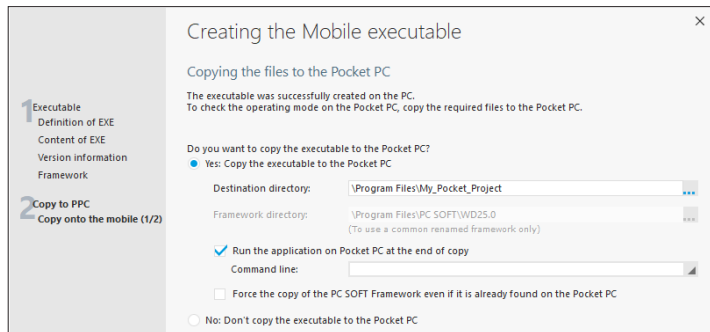 Creating the Mobile executable
Copying the files to the Pocket PC
The executable was successfully created on the PC.
To check the operating mode on the Pocket PC, copy the required files to the Pocket PC.
1 Executable
Definition of EXE
Content of EXE
Version information
Framework
2 Copy to PPC
Copy onto the mobile (1/2)
Do you want to copy the executable to the Pocket PC?
Yes: Copy the executable to the Pocket PC
Destination directory: \Program Files\My_Pocket_Project ...
Framework directory: \Program Files\PC SOFT\WD25.0 ...
(To use a common renamed framework only)
Run the application on Pocket PC at the end of copy
Command line:
Force the copy of the PC SOFT Framework even if it is already found on the Pocket PC
No: Don't copy the executable to the Pocket PC